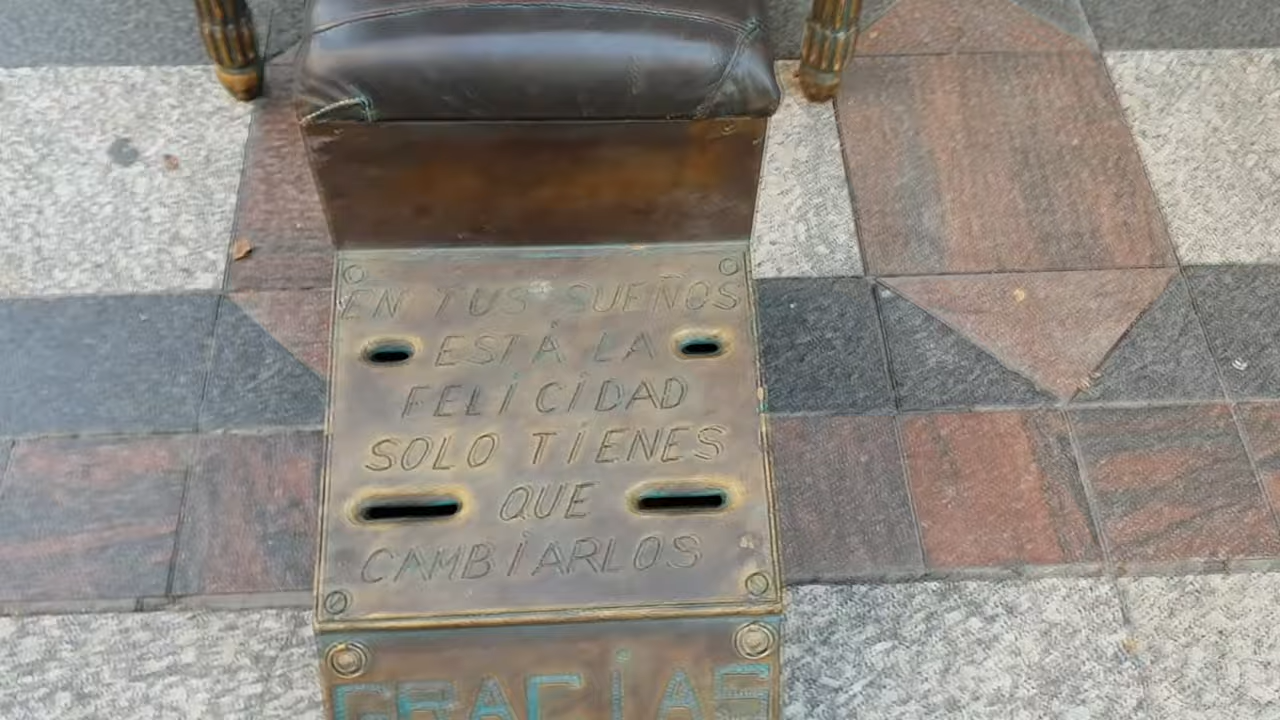 EN TUS SUEÑOS
ESTÁ LA
FELICIDAD
SOLO TIENES
QUE
CAMBIARLOS
GRACIAS